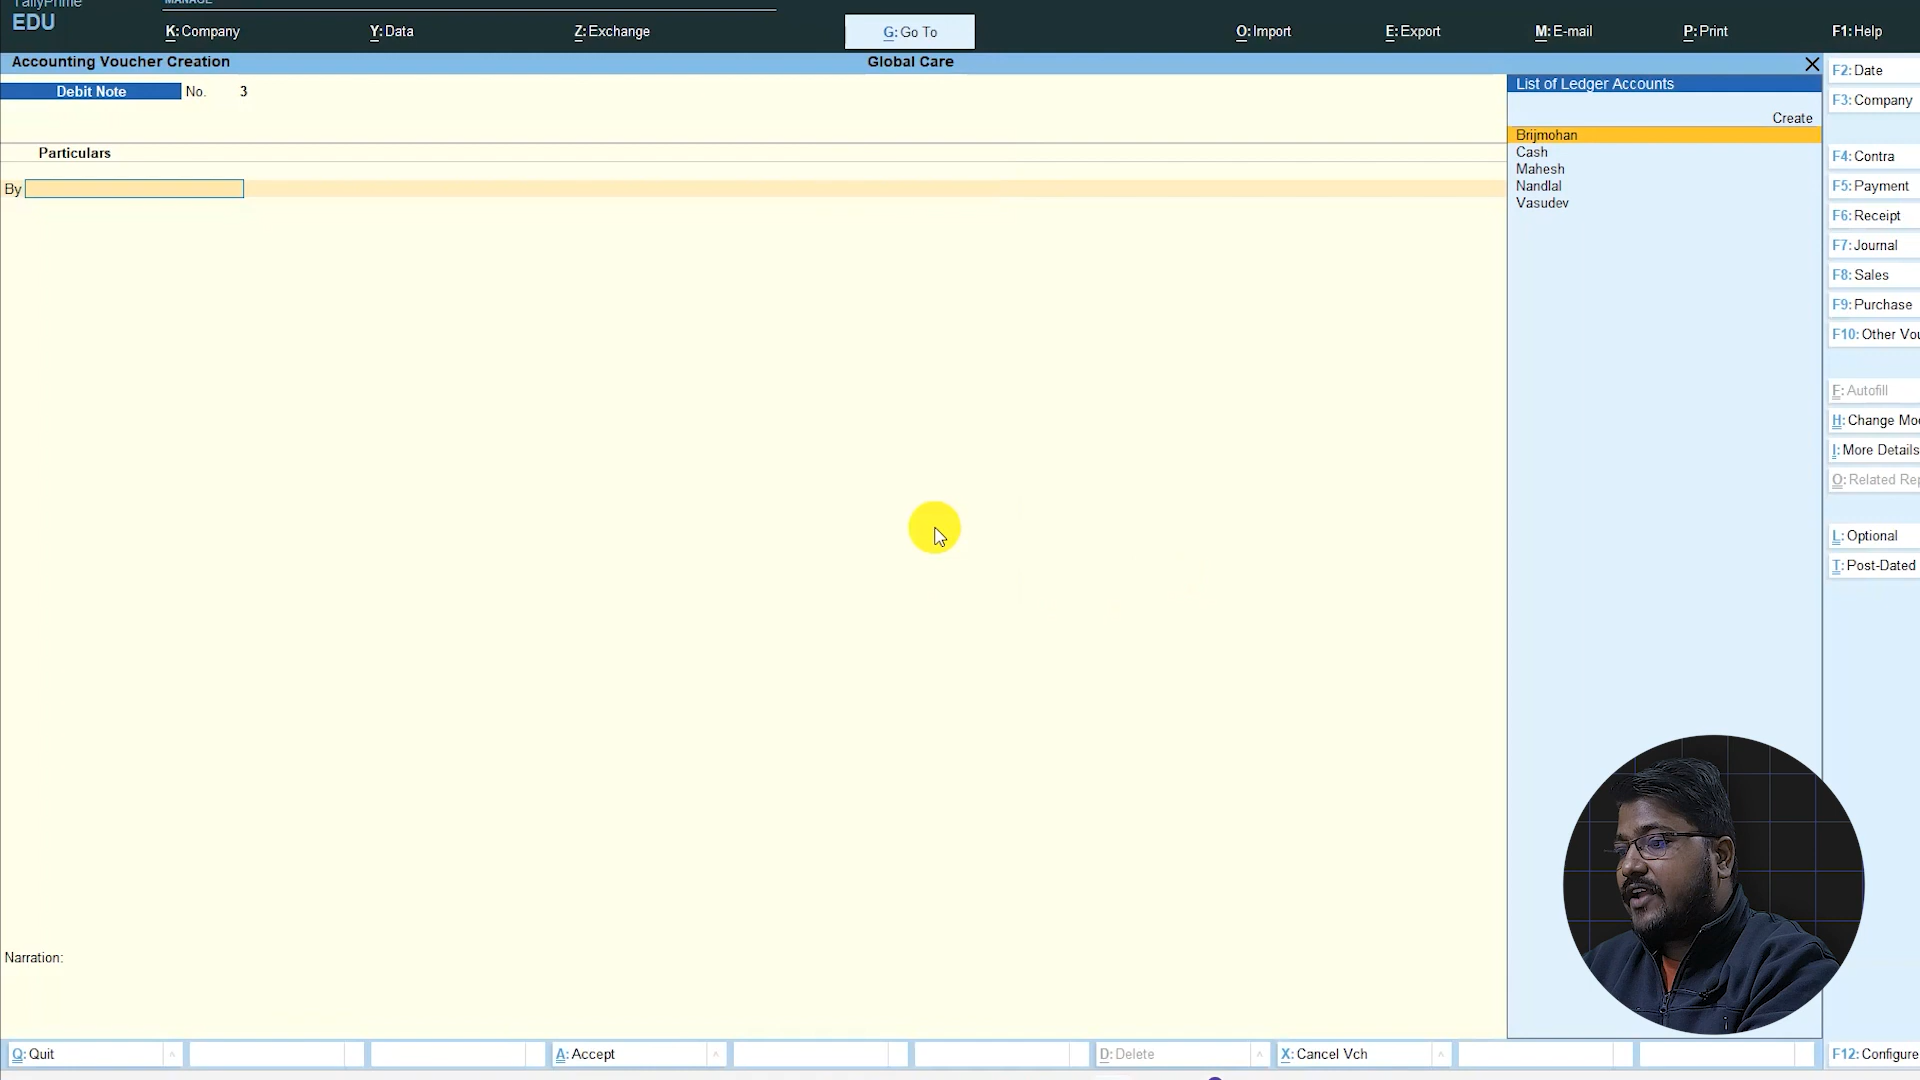 TallyPrime
MANAGE
EDU
K: Company
Y: Data
Z: Exchange
G: Go To
O: Import
E: Export
M: E-mail
P: Print
F1: Help
Accounting Voucher Creation
Global Care
Debit Note No. 3
Particulars
By
Narration:
List of Ledger Accounts
Create
Brijmohan
Cash
Mahesh
Nandlal
Vasudev
F2: Date
F3: Company
F4: Contra
F5: Payment
F6: Receipt
F7: Journal
F8: Sales
F9: Purchase
F10: Other Vou
F: Autofill
H: Change Mod
I: More Details
O: Related Rep
L: Optional
T: Post-Dated
Q: Quit
A: Accept
D: Delete
X: Cancel Vch
F12: Configure